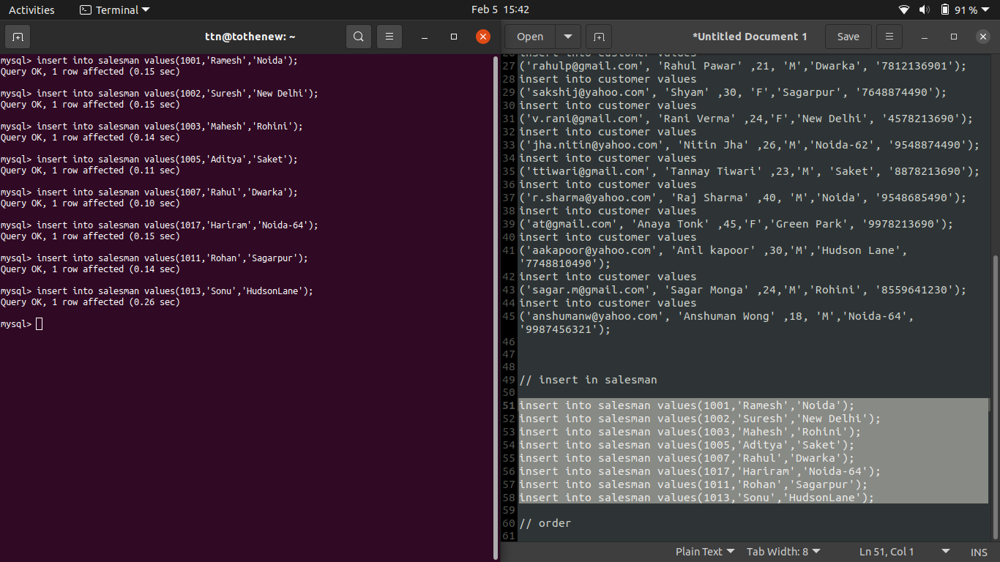 Activities
Terminal
Feb 5 15:42
91 %
ttn@tothenew: ~
mysql> insert into salesman values(1001,'Ramesh','Noida');
Query OK, 1 row affected (0.15 sec)
mysql> insert into salesman values(1002,'Suresh','New Delhi');
Query OK, 1 row affected (0.15 sec)
mysql> insert into salesman values(1003,'Mahesh','Rohini');
Query OK, 1 row affected (0.14 sec)
mysql> insert into salesman values(1005,'Aditya','Saket');
Query OK, 1 row affected (0.11 sec)
mysql> insert into salesman values(1007,'Rahul','Dwarka');
Query OK, 1 row affected (0.10 sec)
mysql> insert into salesman values(1017,'Hariram','Noida-64');
Query OK, 1 row affected (0.15 sec)
mysql> insert into salesman values(1011,'Rohan','Sagarpur');
Query OK, 1 row affected (0.14 sec)
mysql> insert into salesman values(1013,'Sonu','HudsonLane');
Query OK, 1 row affected (0.26 sec)
mysql>
Open
*Untitled Document 1
Save
26 insert into customer values
27 ('rahulp@gmail.com', 'Rahul Pawar' ,21, 'M','Dwarka', '7812136901');
28 insert into customer values
29 ('sakshij@yahoo.com', 'Shyam' ,30, 'F','Sagarpur', '7648874490');
30 insert into customer values
31 ('v.rani@gmail.com', 'Rani Verma' ,24,'F','New Delhi', '4578213690');
32 insert into customer values
33 ('jha.nitin@yahoo.com', 'Nitin Jha' ,26,'M','Noida-62', '9548874490');
34 insert into customer values
35 ('ttiwari@gmail.com', 'Tanmay Tiwari' ,23,'M', 'Saket', '8878213690');
36 insert into customer values
37 ('r.sharma@yahoo.com', 'Raj Sharma' ,40, 'M','Noida', '9548685490');
38 insert into customer values
39 ('at@gmail.com', 'Anaya Tonk' ,45,'F','Green Park', '9978213690');
40 insert into customer values
41 ('aakapoor@yahoo.com', 'Anil kapoor' ,30,'M','Hudson Lane',
'7748810490');
42 insert into customer values
43 ('sagar.m@gmail.com', 'Sagar Monga' ,24,'M','Rohini', '8559641230');
44 insert into customer values
45 ('anshumanw@yahoo.com', 'Anshuman Wong' ,18, 'M','Noida-64',
'9987456321');
46
47
48
49 // insert in salesman
50
51 insert into salesman values(1001,'Ramesh','Noida');
52 insert into salesman values(1002,'Suresh','New Delhi');
53 insert into salesman values(1003,'Mahesh','Rohini');
54 insert into salesman values(1005,'Aditya','Saket');
55 insert into salesman values(1007,'Rahul','Dwarka');
56 insert into salesman values(1017,'Hariram','Noida-64');
57 insert into salesman values(1011,'Rohan','Sagarpur');
58 insert into salesman values(1013,'Sonu','HudsonLane');
59
60 // order
61
Plain Text
Tab Width: 8
Ln 51, Col 1
INS